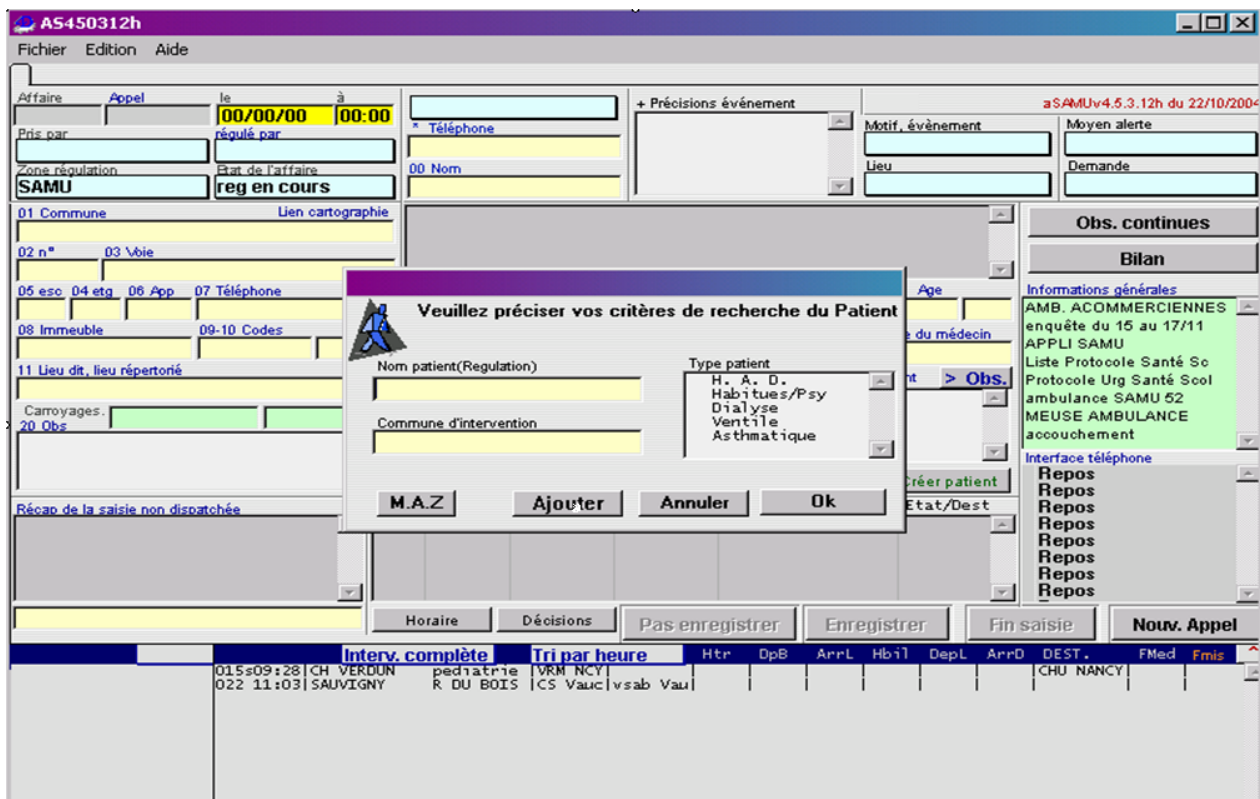 AS450312h
Fichier Edition Aide
Affaire Appel le à
00/00/00 00:00
Pris par régulé par
Zone régulation Etat de l'affaire
SAMU reg en cours
* Téléphone
00 Nom
+ Précisions événement
aSAMUv4.5.3.12h du 22/10/2004
Motif, évènement Moyen alerte
Lieu Demande
01 Commune Lien cartographie
02 n° 03 Voie
05 esc 04 etg 06 App 07 Téléphone
08 Immeuble 09-10 Codes
11 Lieu dit, lieu répertorié
Carroyages.
20 Obs
Récap de la saisie non dispatchée
Veuillez préciser vos critères de recherche du Patient
Nom patient(Regulation)
Commune d'intervention
Type patient
H. A. D.
Habitues/Psy
Dialyse
Ventile
Asthmatique
M.A.Z Ajouter Annuler Ok
Age
du médecin
> Obs.
Créer patient
Etat/Dest
Obs. continues
Bilan
Informations générales
AMB. ACOMMERCIENNES
enquête du 15 au 17/11
APPLI SAMU
Liste Protocole Santé Sc
Protocole Urg Santé Scol
ambulance SAMU 52
MEUSE AMBULANCE
accouchement
Interface téléphone
Repos
Repos
Repos
Repos
Repos
Repos
Repos
Repos
Horaire Décisions Pas enregistrer Enregistrer Fin saisie Nouv. Appel
Interv. complète Tri par heure Htr DpB ArrL Hbil DepL ArrD DEST. FMed Fmis
015s09:28|CH VERDUN pediatrie |VRM NCY| CHU NANCY|
022 11:03|SAUVIGNY R DU BOIS |CS Vauc|vsab Vau|